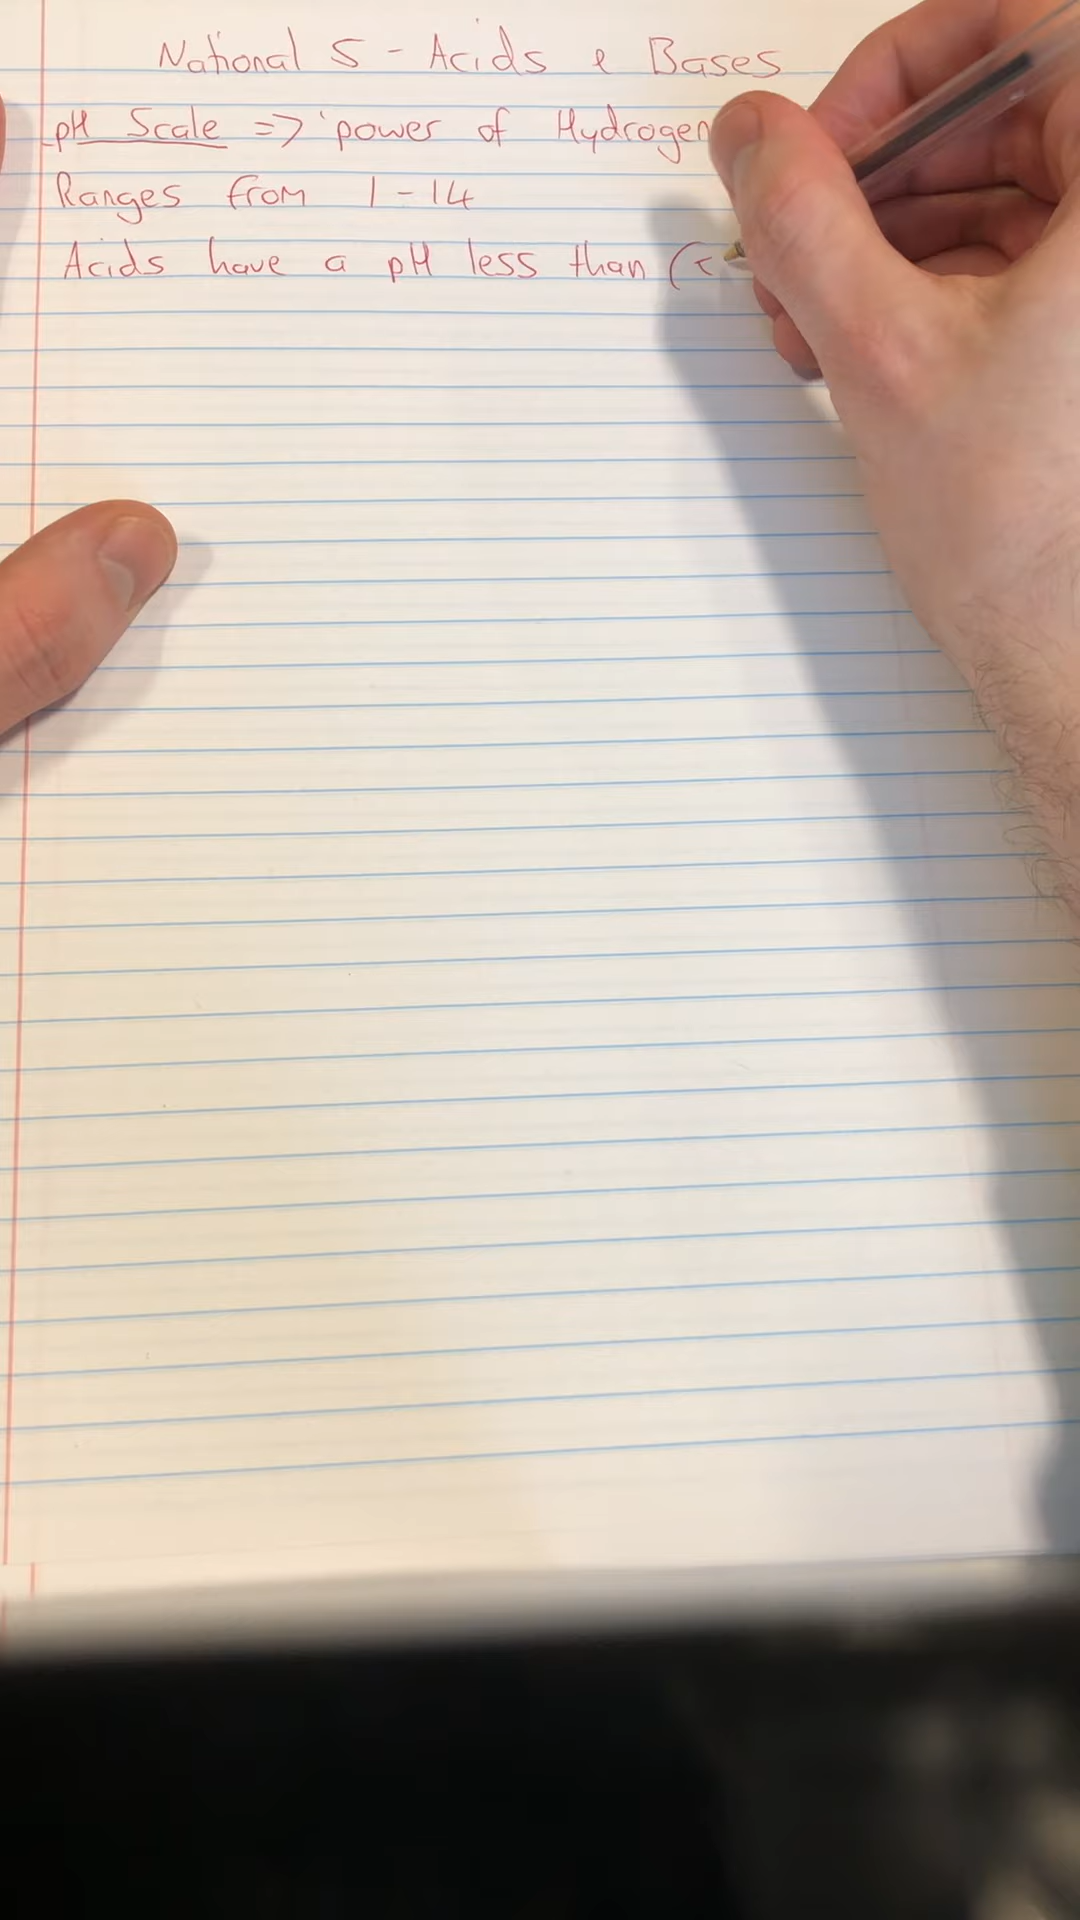 National 5 - Acids & Bases
pH Scale => 'power of Hydrogen
Ranges from 1 - 14
Acids have a pH less than (<